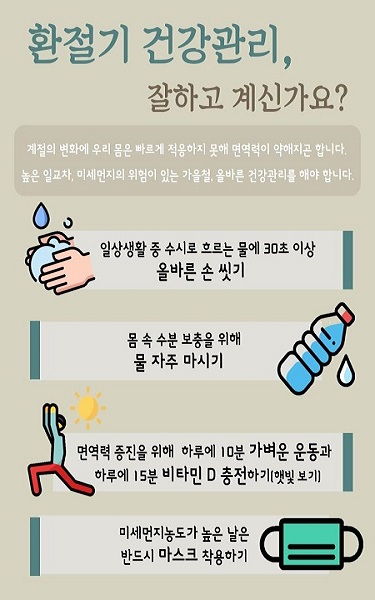 환절기 건강관리,
잘하고 계신가요?
계절의 변화에 우리 몸은 빠르게 적응하지 못해 면역력이 약해지곤 합니다.
높은 일교차, 미세먼지의 위험이 있는 가을철, 올바른 건강관리를 해야 합니다.
일상생활 중 수시로 흐르는 물에 30초 이상
올바른 손 씻기
몸 속 수분 보충을 위해
물 자주 마시기
면역력 증진을 위해 하루에 10분 가벼운 운동과
하루에 15분 비타민 D 충전하기(햇빛 보기)
미세먼지농도가 높은 날은
반드시 마스크 착용하기